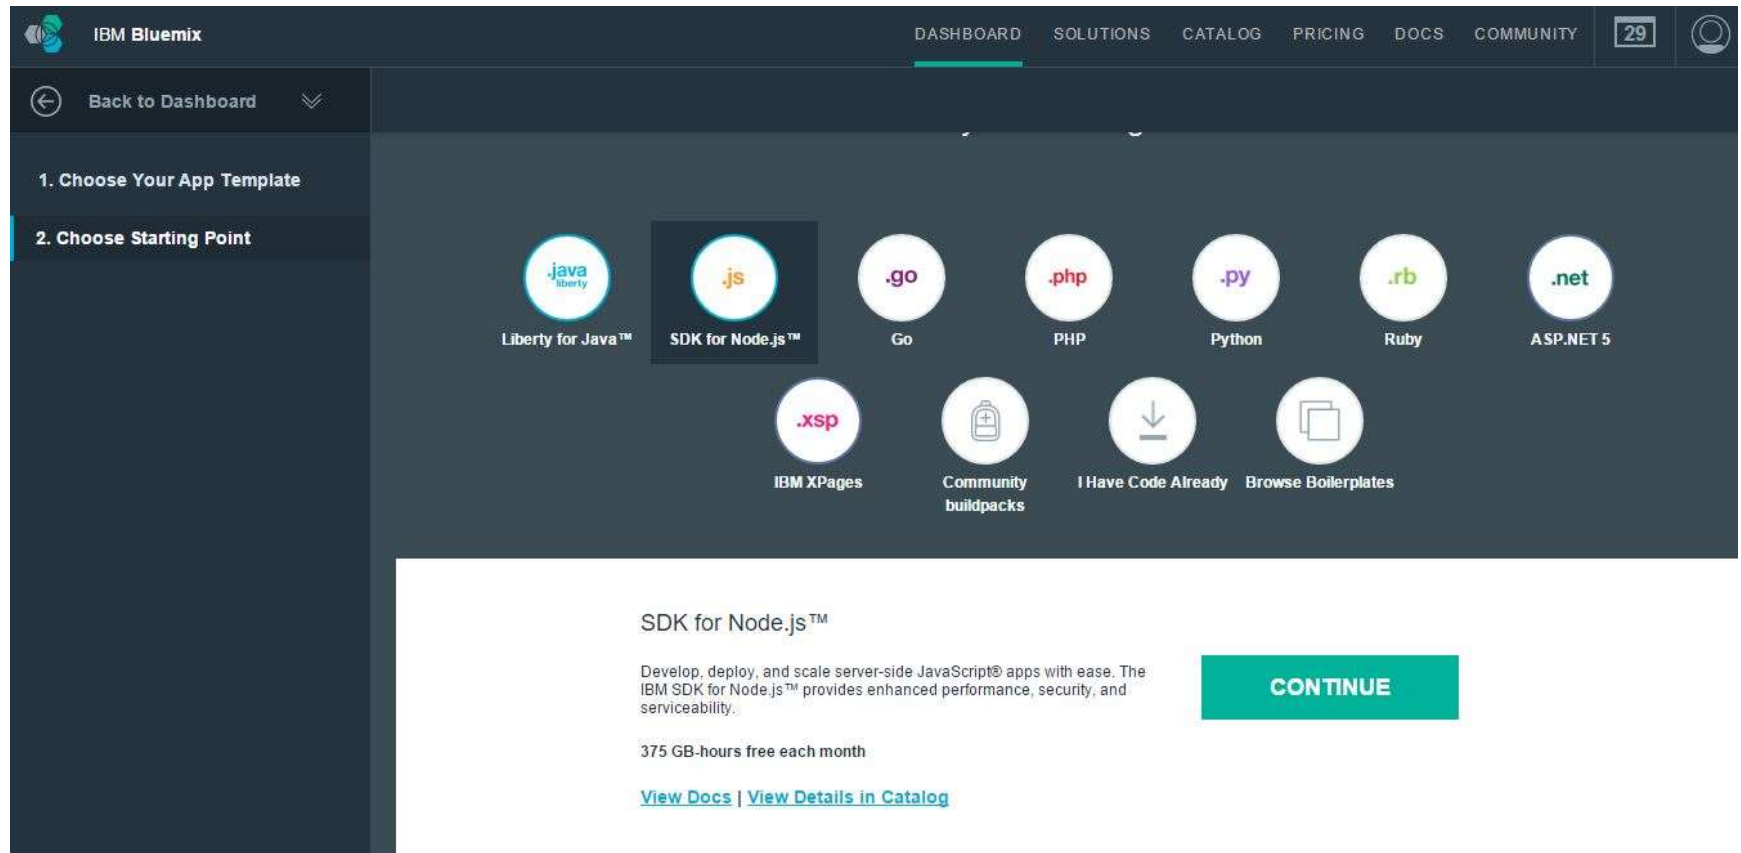 IBM Bluemix
DASHBOARD SOLUTIONS CATALOG PRICING DOCS COMMUNITY 29
Back to Dashboard
1. Choose Your App Template
2. Choose Starting Point
.java
liberty
.js
.go
.php
.py
.rb
.net
Liberty for Java™ SDK for Node.js™ Go PHP Python Ruby ASP.NET 5
.xsp
IBM XPages Community I Have Code Already Browse Boilerplates
buildpacks
SDK for Node.js™
Develop, deploy, and scale server-side JavaScript® apps with ease. The
IBM SDK for Node.js™ provides enhanced performance, security, and
serviceability.
CONTINUE
375 GB-hours free each month
View Docs | View Details in Catalog